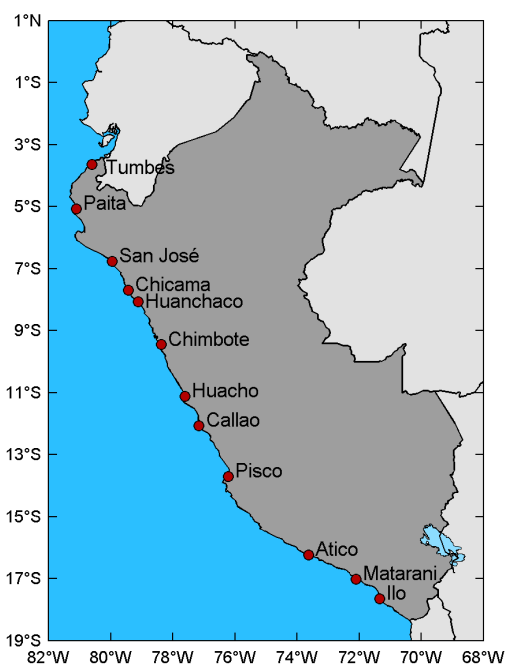 1°N
1°S
3°S
Tumbes
5°S
Paita
San José
7°S
Chicama
Huanchaco
9°S
Chimbote
11°S
Huacho
Callao
13°S
Pisco
15°S
Atico
17°S
Matarani
Ilo
19°S
82°W 80°W 78°W 76°W 74°W 72°W 70°W 68°W